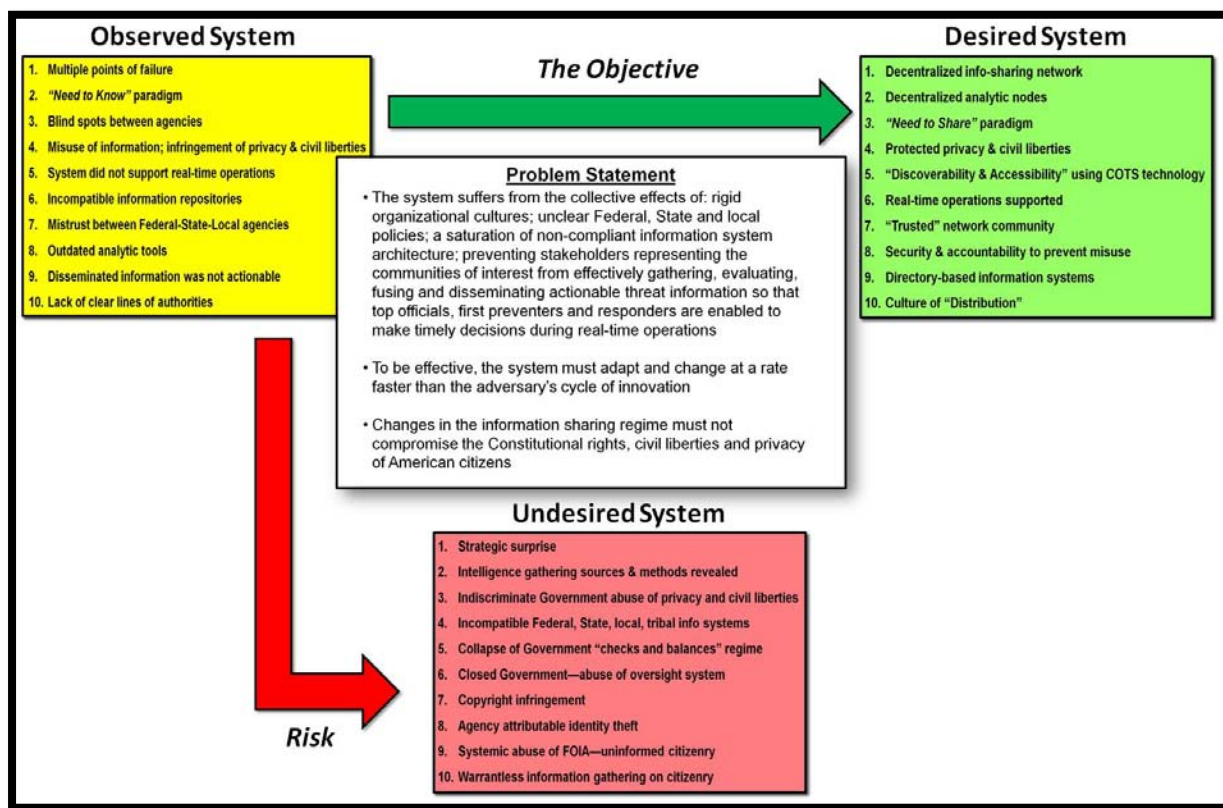 Observed System
1. Multiple points of failure
2. “Need to Know” paradigm
3. Blind spots between agencies
4. Misuse of information; infringement of privacy & civil liberties
5. System did not support real-time operations
6. Incompatible information repositories
7. Mistrust between Federal-State-Local agencies
8. Outdated analytic tools
9. Disseminated information was not actionable
10. Lack of clear lines of authorities
The Objective
Desired System
1. Decentralized info-sharing network
2. Decentralized analytic nodes
3. “Need to Share” paradigm
4. Protected privacy & civil liberties
5. “Discoverability & Accessibility” using COTS technology
6. Real-time operations supported
7. “Trusted” network community
8. Security & accountability to prevent misuse
9. Directory-based information systems
10. Culture of “Distribution”
Problem Statement
• The system suffers from the collective effects of: rigid
organizational cultures; unclear Federal, State and local
policies; a saturation of non-compliant information system
architecture; preventing stakeholders representing the
communities of interest from effectively gathering, evaluating,
fusing and disseminating actionable threat information so that
top officials, first preventers and responders are enabled to
make timely decisions during real-time operations
• To be effective, the system must adapt and change at a rate
faster than the adversary’s cycle of innovation
• Changes in the information sharing regime must not
compromise the Constitutional rights, civil liberties and privacy
of American citizens
Risk
Undesired System
1. Strategic surprise
2. Intelligence gathering sources & methods revealed
3. Indiscriminate Government abuse of privacy and civil liberties
4. Incompatible Federal, State, local, tribal info systems
5. Collapse of Government “checks and balances” regime
6. Closed Government—abuse of oversight system
7. Copyright infringement
8. Agency attributable identity theft
9. Systemic abuse of FOIA—uninformed citizenry
10. Warrantless information gathering on citizenry